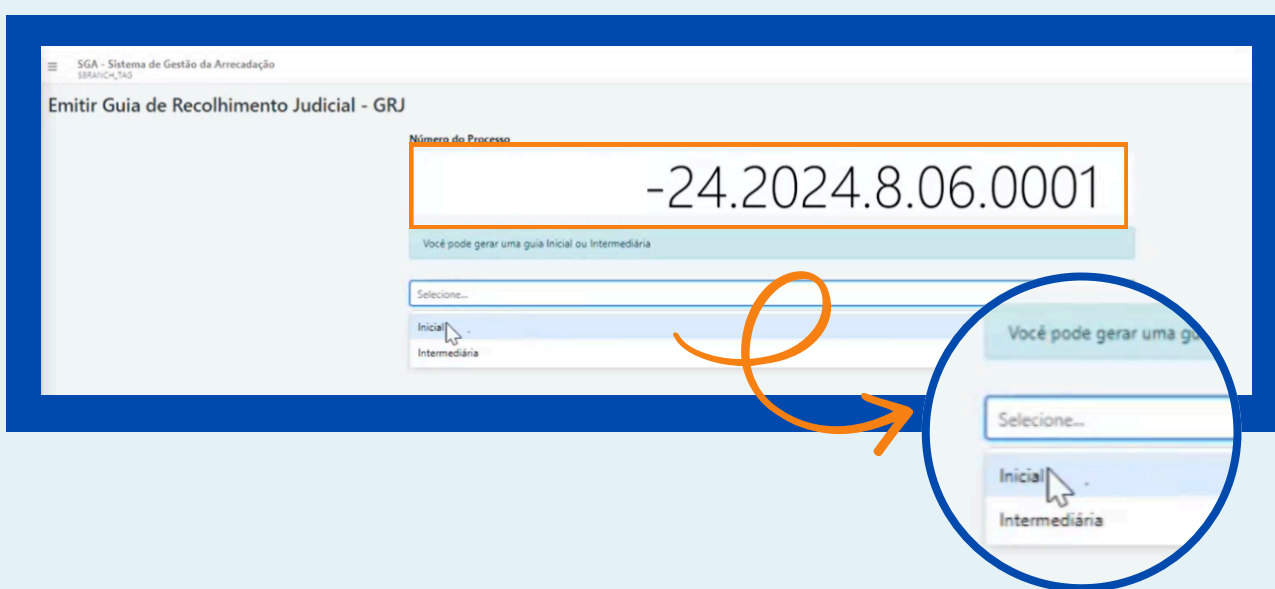 SGA - Sistema de Gestão da Arrecadação
$BRANCH_TAG
Emitir Guia de Recolhimento Judicial - GRJ
Número do Processo
-24.2024.8.06.0001
Você pode gerar uma guia Inicial ou Intermediária
Selecione...
Inicial
Intermediária
Você pode gerar uma gu
Selecione...
Inicial
Intermediária